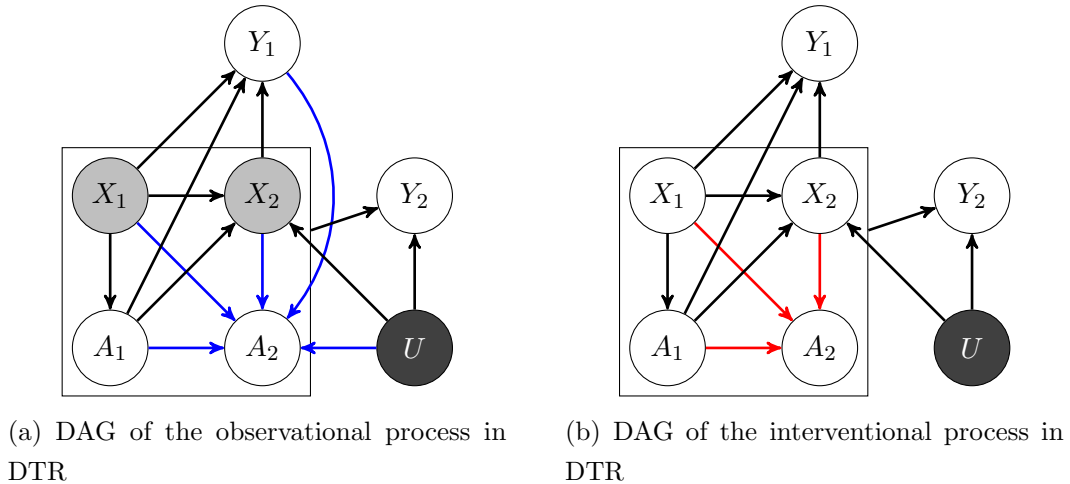 Y₁
X₁ X₂ Y₂
A₁ A₂ U
(a) DAG of the observational process in
DTR
Y₁
X₁ X₂ Y₂
A₁ A₂ U
(b) DAG of the interventional process in
DTR